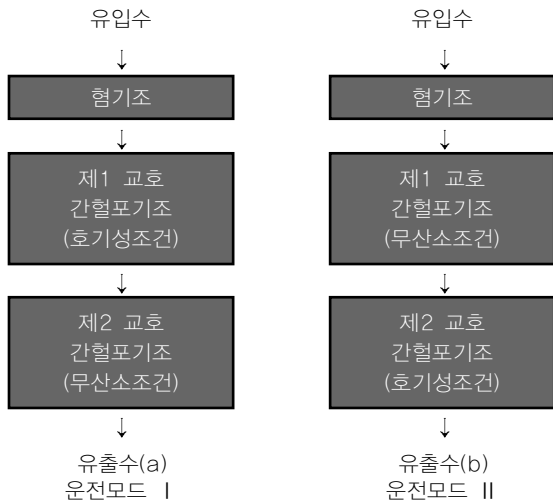 유입수
↓
혐기조
↓
제1 교호
간헐포기조
(호기성조건)
↓
제2 교호
간헐포기조
(무산소조건)
↓
유출수(a)
운전모드 Ⅰ
유입수
↓
혐기조
↓
제1 교호
간헐포기조
(무산소조건)
↓
제2 교호
간헐포기조
(호기성조건)
↓
유출수(b)
운전모드 Ⅱ